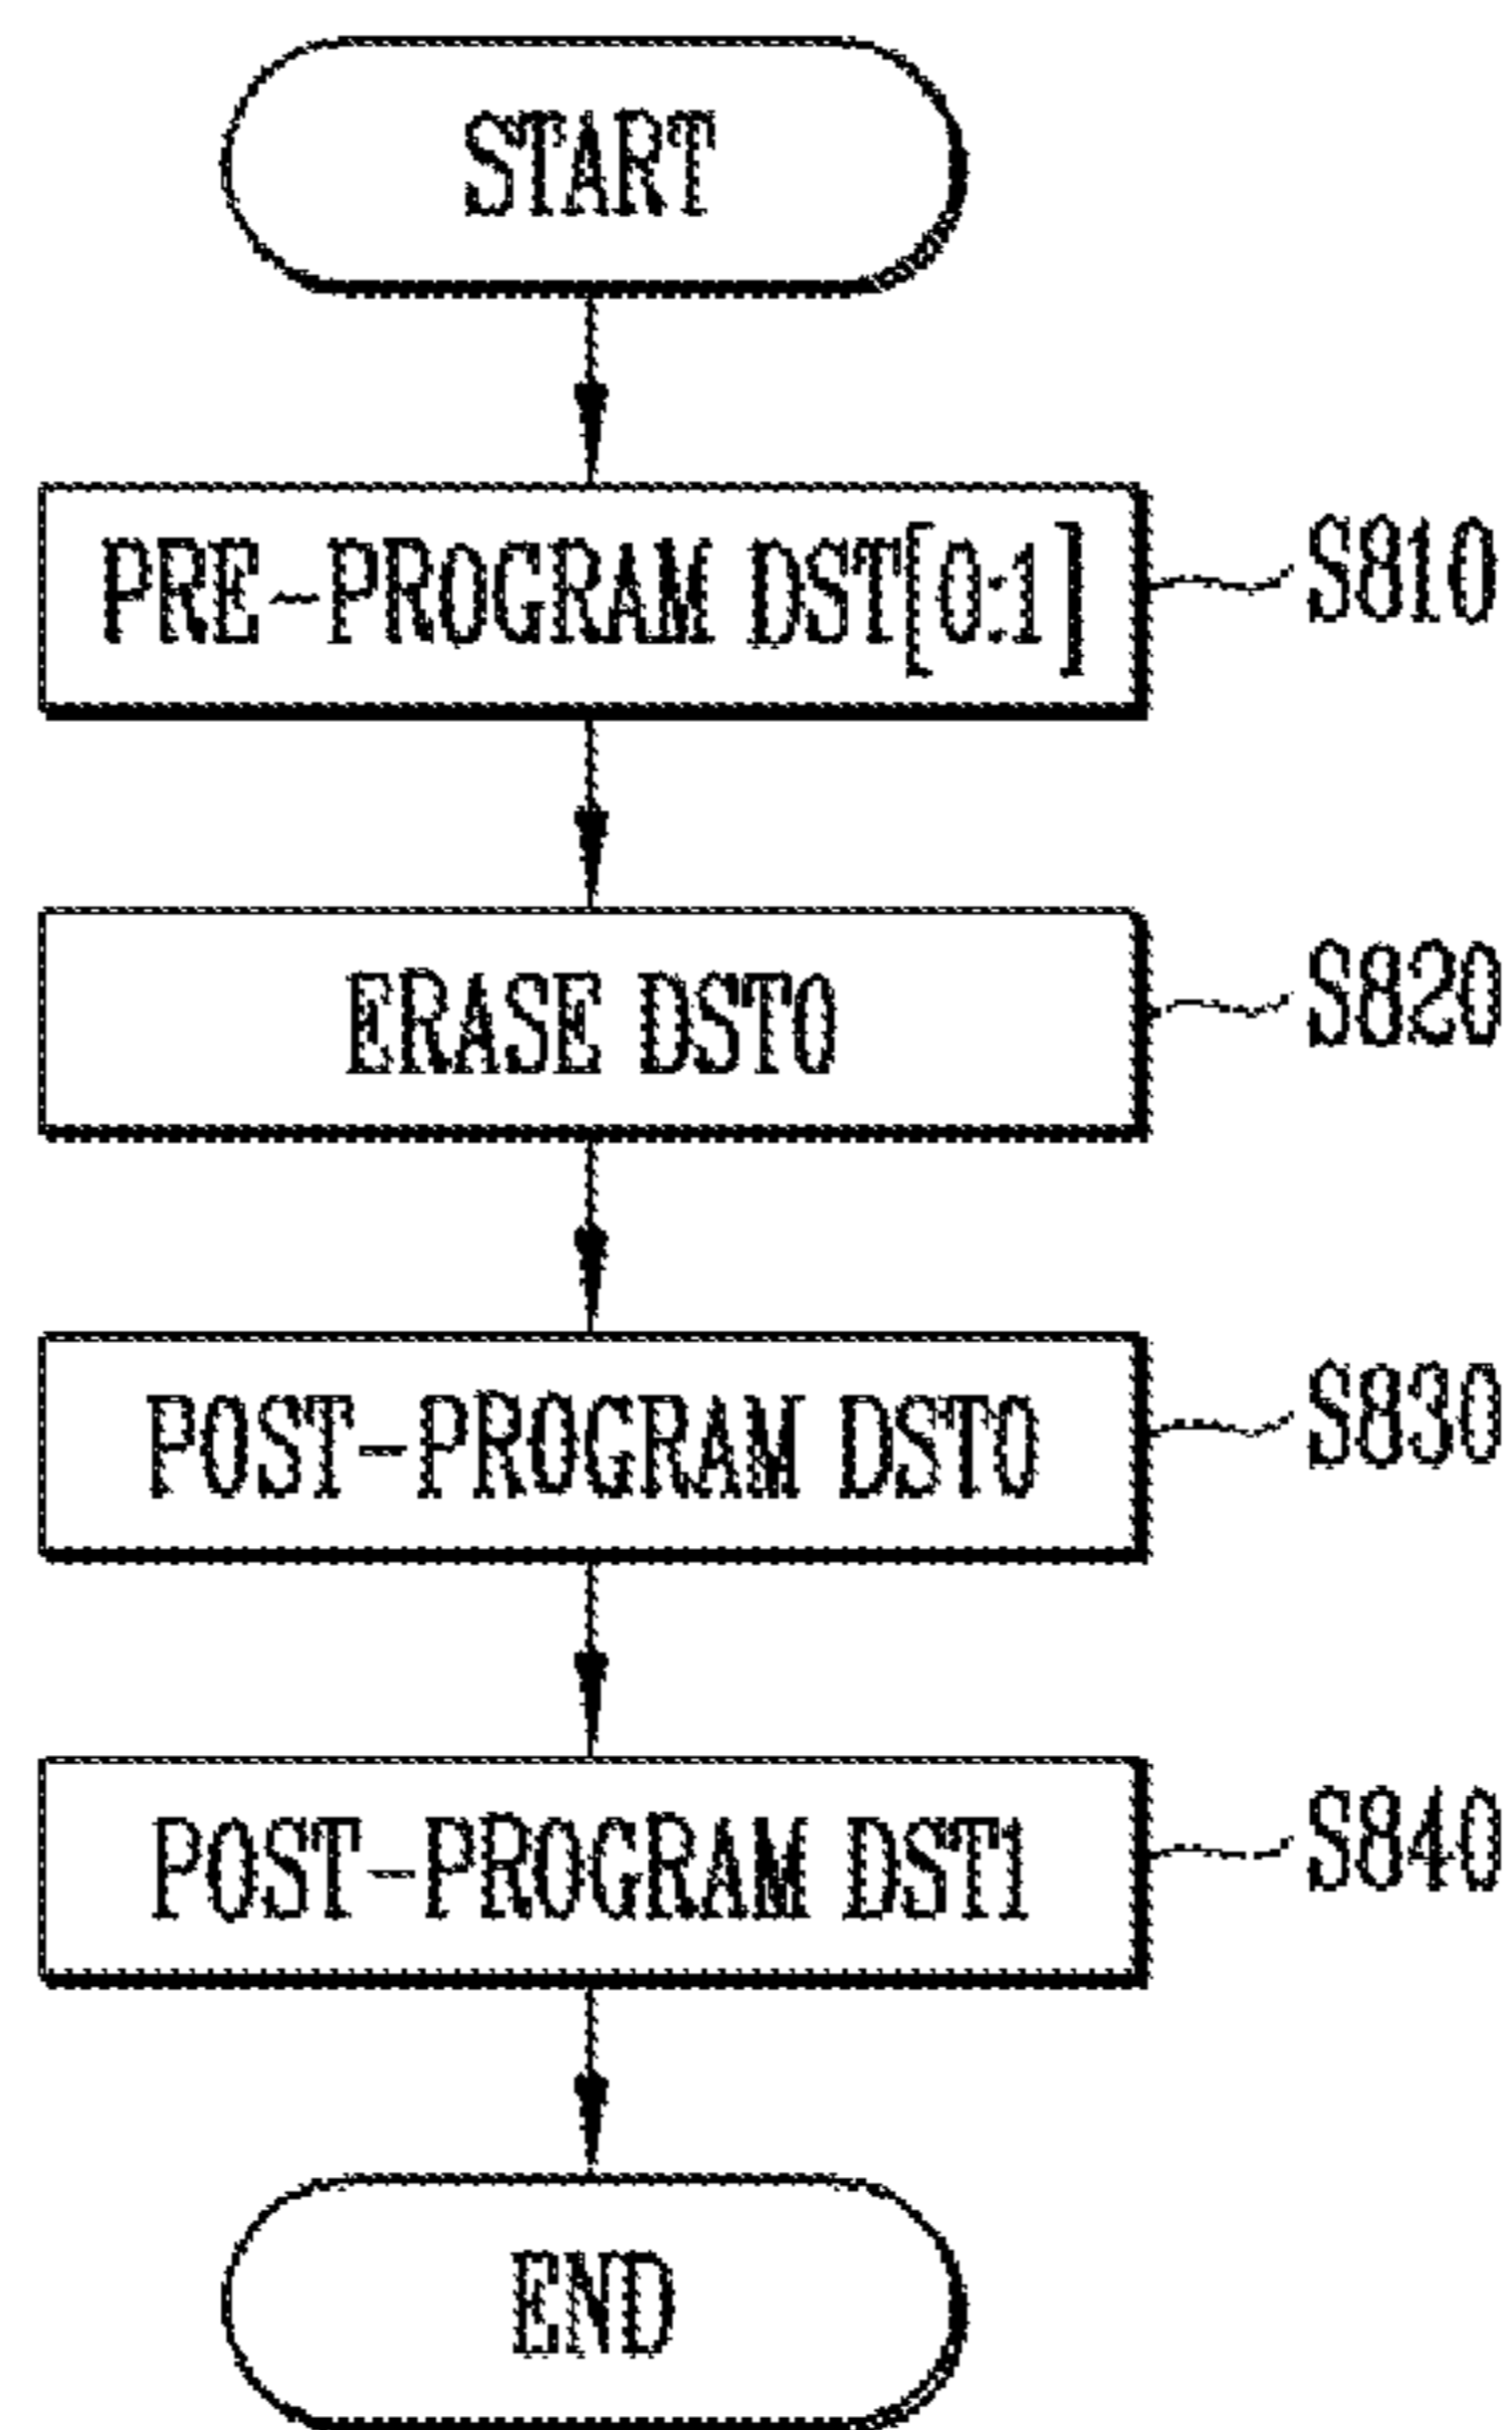 START
PRE-PROGRAM DST[0:1]
S810
ERASE DST0
S820
POST-PROGRAM DST0
S830
POST-PROGRAM DST1
S840
END